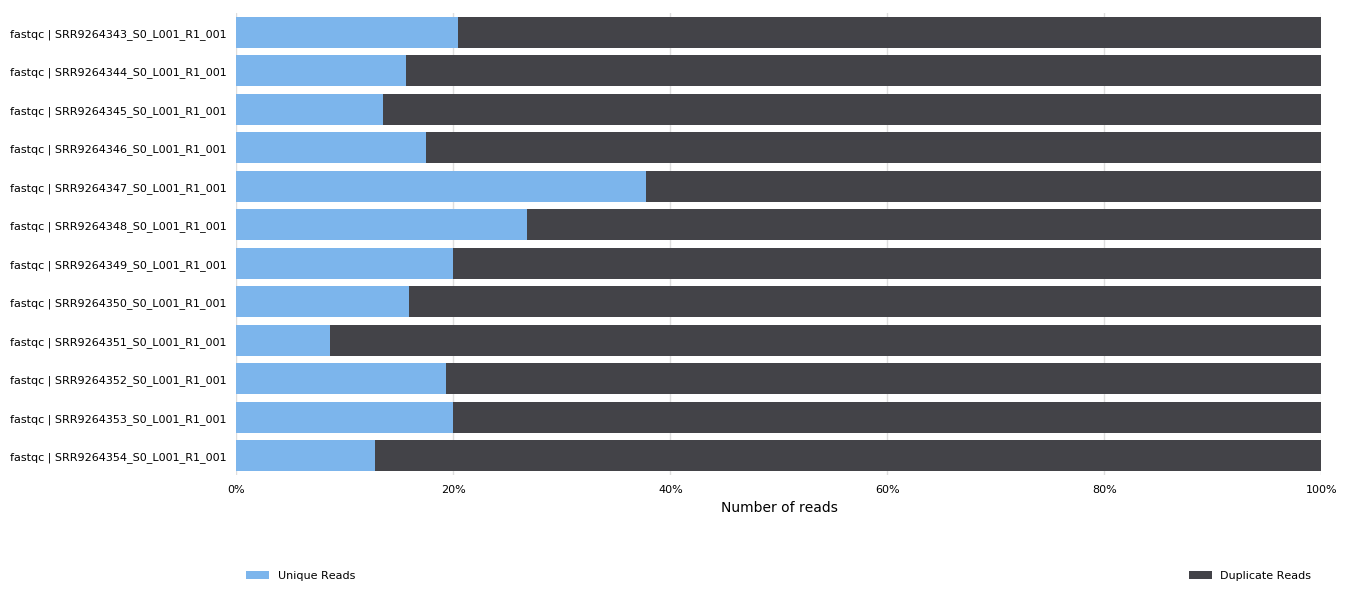 fastqc | SRR9264343_S0_L001_R1_001
fastqc | SRR9264344_S0_L001_R1_001
fastqc | SRR9264345_S0_L001_R1_001
fastqc | SRR9264346_S0_L001_R1_001
fastqc | SRR9264347_S0_L001_R1_001
fastqc | SRR9264348_S0_L001_R1_001
fastqc | SRR9264349_S0_L001_R1_001
fastqc | SRR9264350_S0_L001_R1_001
fastqc | SRR9264351_S0_L001_R1_001
fastqc | SRR9264352_S0_L001_R1_001
fastqc | SRR9264353_S0_L001_R1_001
fastqc | SRR9264354_S0_L001_R1_001
0% 20% 40% 60% 80% 100%
Number of reads
Unique Reads Duplicate Reads